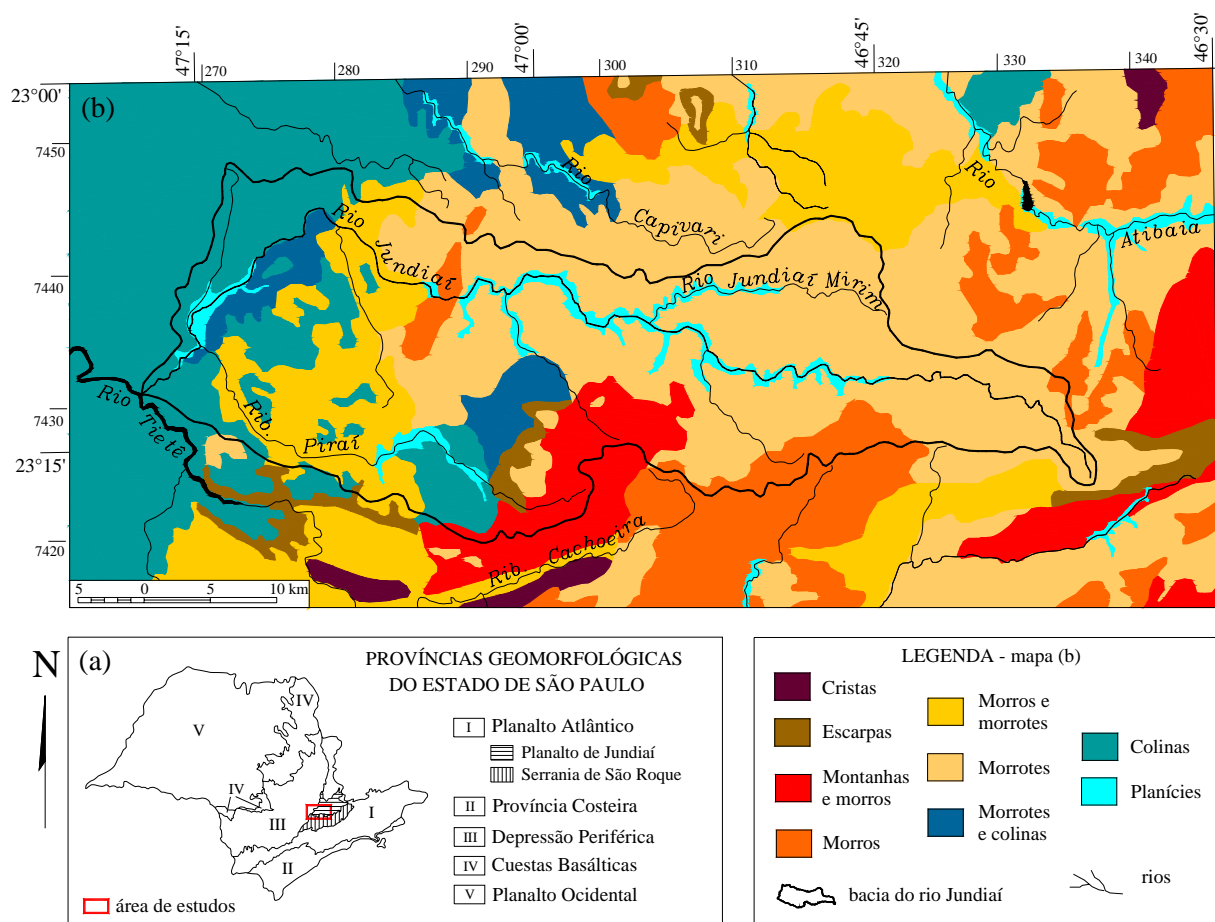 47°15'
47°00'
46°45'
46°30'
270
280
290
300
310
320
330
340
23°00'
(b)
7450
7440
7430
23°15'
7420
Rio
Capivari
Rio
Atibaia
Rio
Jundiaí
Rio Jundiaí Mirim
Rio
Tietê
Rib.
Piraí
Rib. Cachoeira
5 0 5 10 km
N
(a)
PROVÍNCIAS GEOMORFOLÓGICAS
DO ESTADO DE SÃO PAULO
IV
V
IV
III
I
II
I Planalto Atlântico
Planalto de Jundiaí
Serrania de São Roque
II Província Costeira
III Depressão Periférica
IV Cuestas Basálticas
V Planalto Ocidental
área de estudos
LEGENDA - mapa (b)
Cristas
Escarpas
Montanhas
e morros
Morros
Morros e
morrotes
Morrotes
Morrotes
e colinas
Colinas
Planícies
bacia do rio Jundiaí
rios